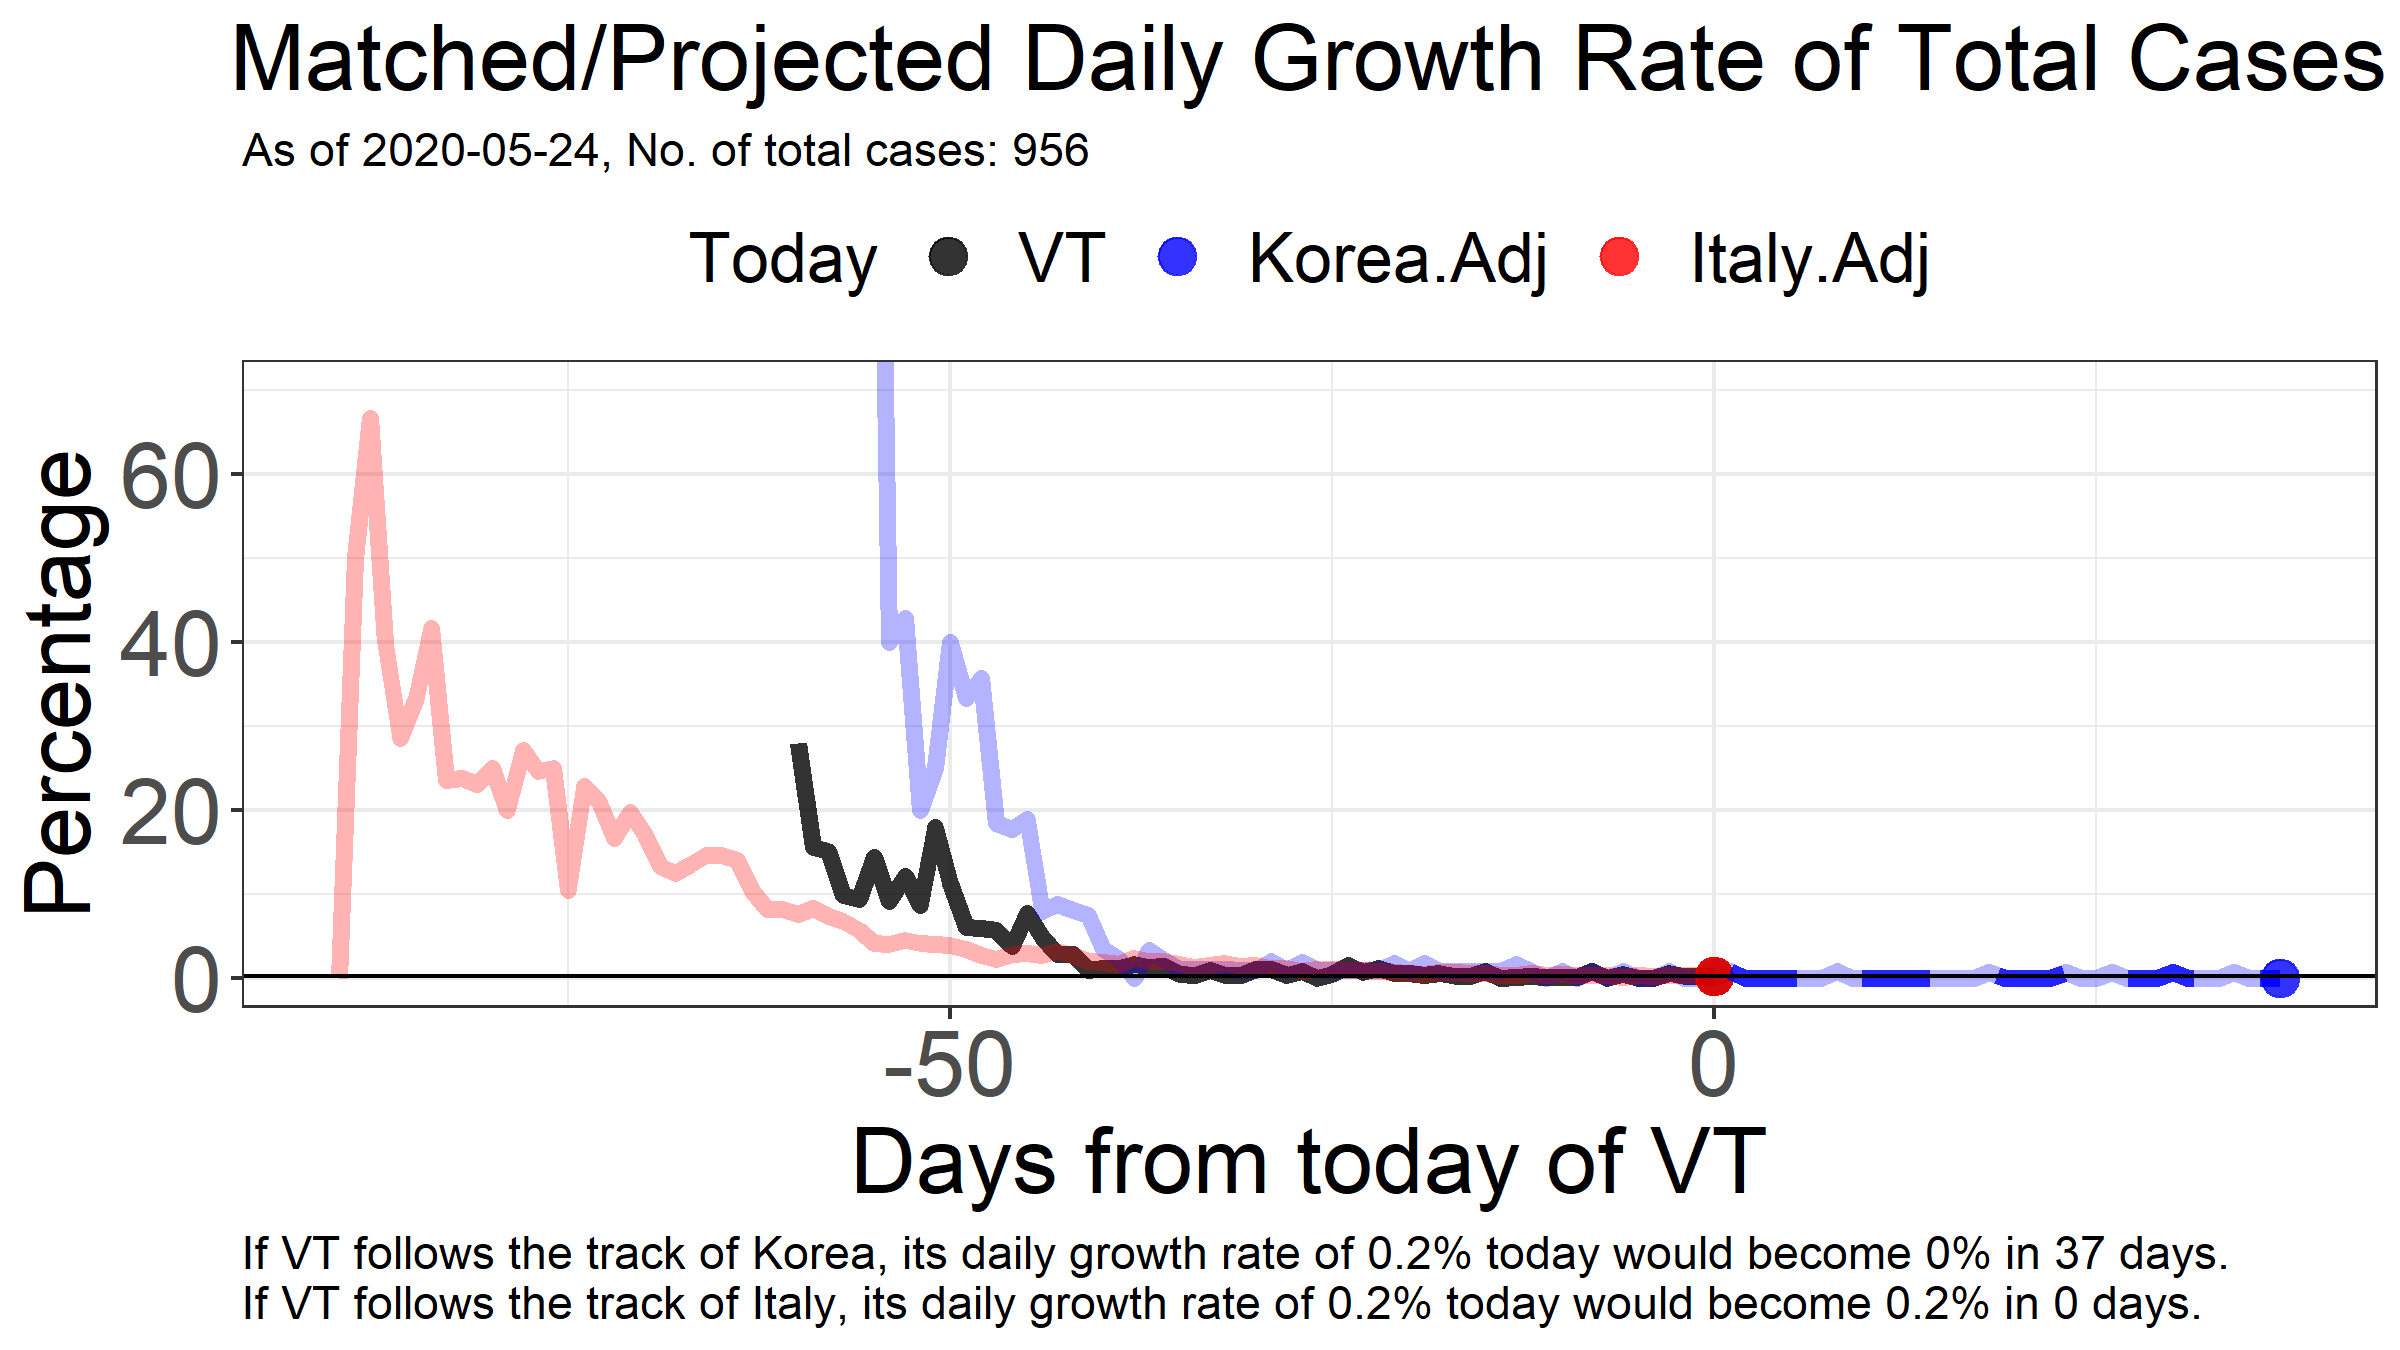 Matched/Projected Daily Growth Rate of Total Cases
As of 2020-05-24, No. of total cases: 956
Today VT Korea.Adj Italy.Adj
Percentage
60
40
20
0
-50 0
Days from today of VT
If VT follows the track of Korea, its daily growth rate of 0.2% today would become 0% in 37 days.
If VT follows the track of Italy, its daily growth rate of 0.2% today would become 0.2% in 0 days.